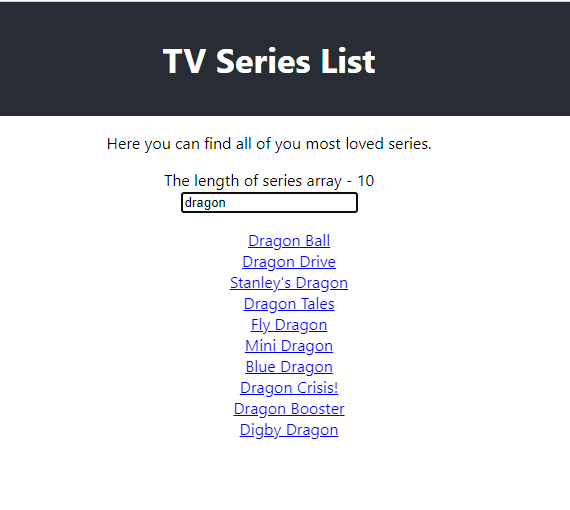 TV Series List
Here you can find all of you most loved series.
The length of series array - 10
dragon
Dragon Ball
Dragon Drive
Stanley's Dragon
Dragon Tales
Fly Dragon
Mini Dragon
Blue Dragon
Dragon Crisis!
Dragon Booster
Digby Dragon